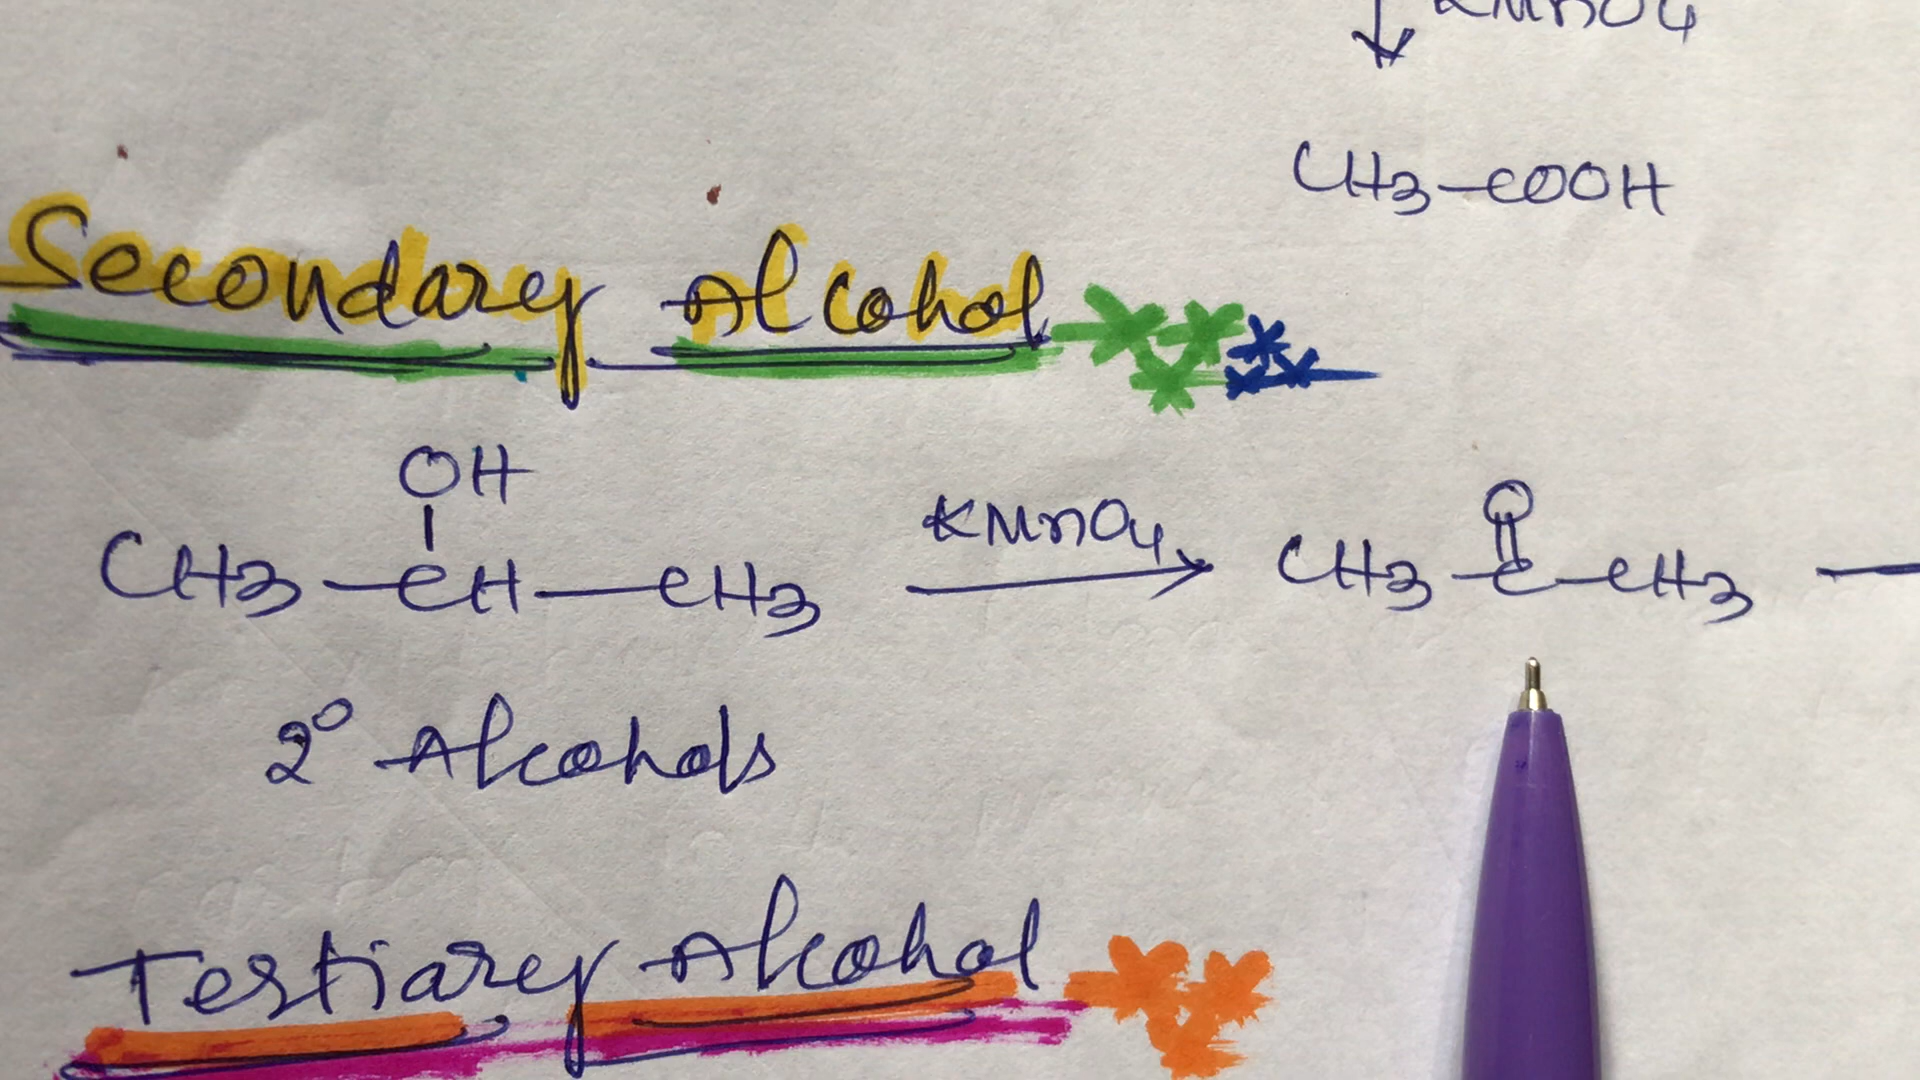 KMnO4
CH3-COOH
Secondary Alcohol
OH
CH3-CH-CH3
KMnO4
O
CH3-C-CH3
2° Alcohols
Tertiary Alcohol